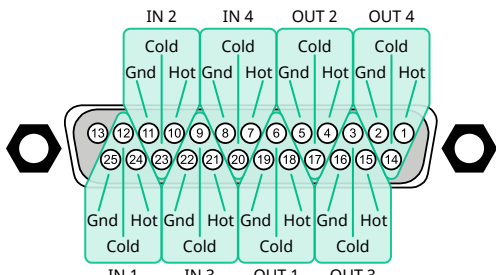 IN 2 IN 4 OUT 2 OUT 4
Cold Cold Cold Cold
Gnd Hot Gnd Hot Gnd Hot Gnd Hot
13 12 11 10 9 8 7 6 5 4 3 2 1
25 24 23 22 21 20 19 18 17 16 15 14
Gnd Hot Gnd Hot Gnd Hot Gnd Hot
Cold Cold Cold Cold
IN 1 IN 3 OUT 1 OUT 3